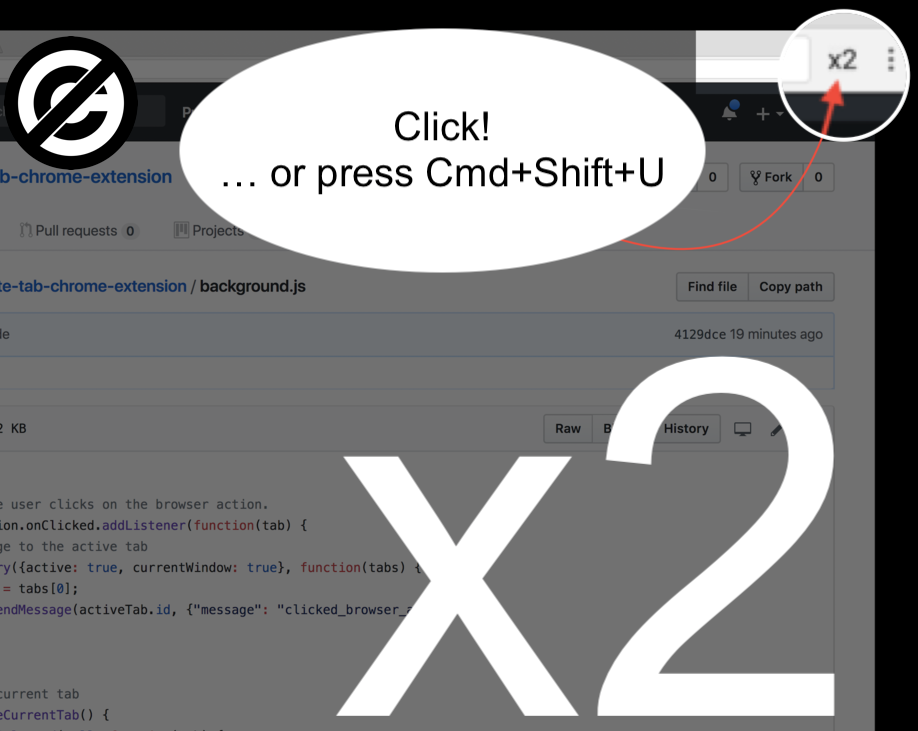 x2
Click!
… or press Cmd+Shift+U
b-chrome-extension
0
Fork 0
Pull requests 0
Projects
te-tab-chrome-extension / background.js
Find file
Copy path
4129dce 19 minutes ago
2 KB
Raw
History
x2
e user clicks on the browser action.
ion.onClicked.addListener(function(tab) {
ge to the active tab
ry({active: true, currentWindow: true}, function(tabs) {
= tabs[0];
endMessage(activeTab.id, {"message": "clicked_browser_a
current tab
eCurrentTab() {